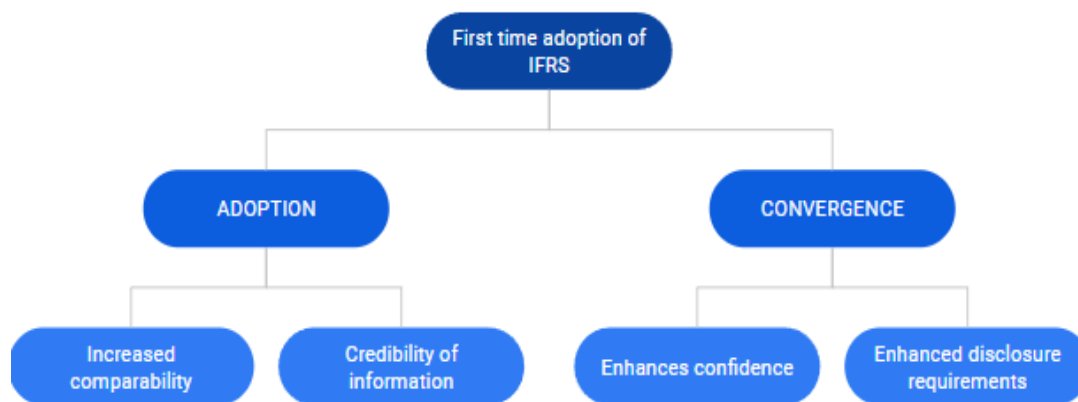 First time adoption of
IFRS
ADOPTION
CONVERGENCE
Increased
comparability
Credibility of
information
Enhances confidence
Enhanced disclosure
requirements